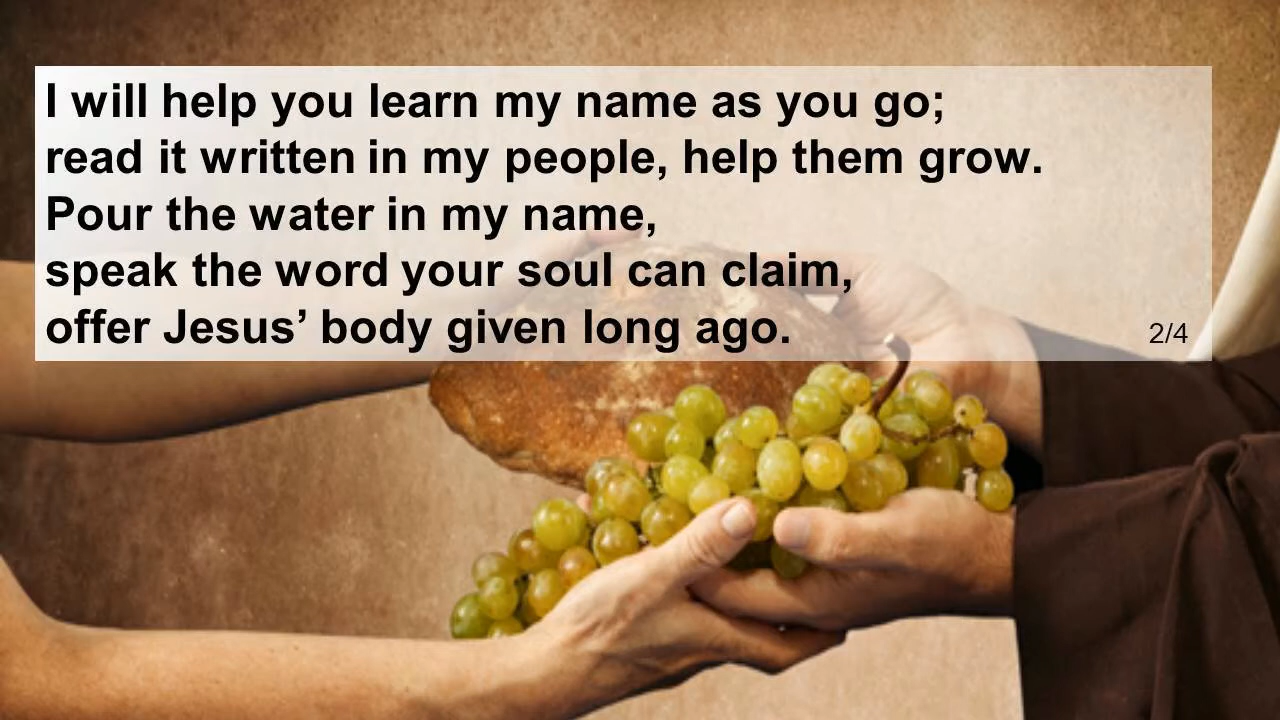 I will help you learn my name as you go;
read it written in my people, help them grow.
Pour the water in my name,
speak the word your soul can claim,
offer Jesus’ body given long ago.
2/4